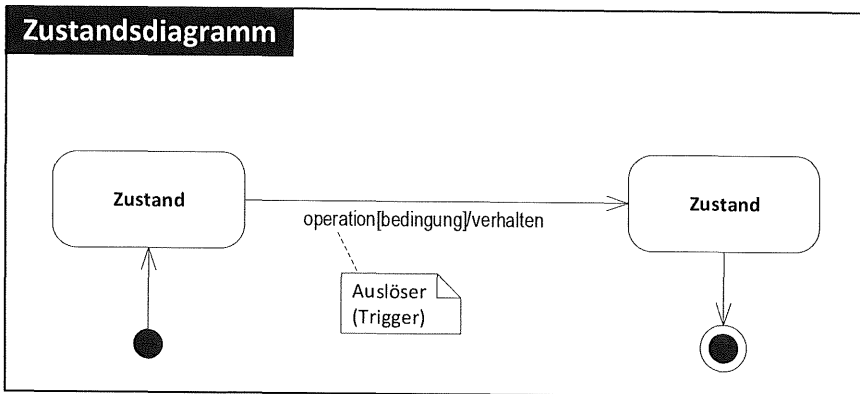 Zustandsdiagramm
Zustand
Zustand
operation[bedingung]/verhalten
Auslöser
(Trigger)